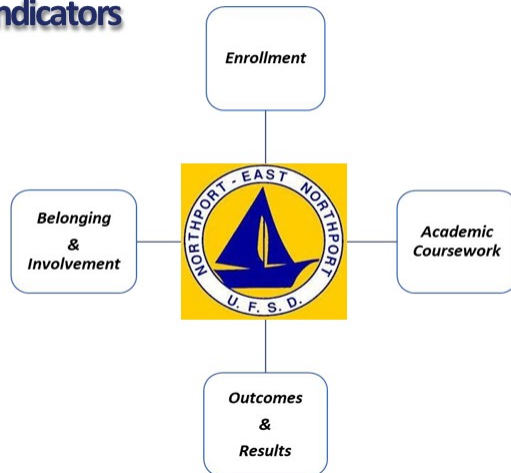 ndicators
Enrollment
Belonging
&
Involvement
NORTHPORT - EAST NORTHPORT
U. F. S. D.
Academic
Coursework
Outcomes
&
Results